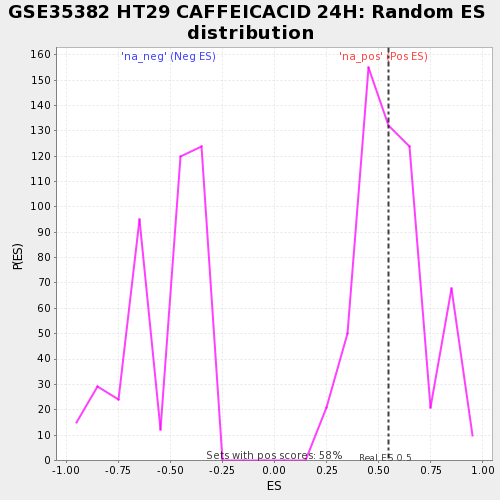 GSE35382 HT29 CAFFEICACID 24H: Random ES
distribution
'na_neg' (Neg ES)
'na_pos' (Pos ES)
160
150
140
130
120
110
100
90
80
70
60
50
40
30
20
10
0
P(ES)
Sets with pos scores: 58%
Real ES 0.5
-1.00 -0.75 -0.50 -0.25 0.00 0.25 0.50 0.75 1.00
ES